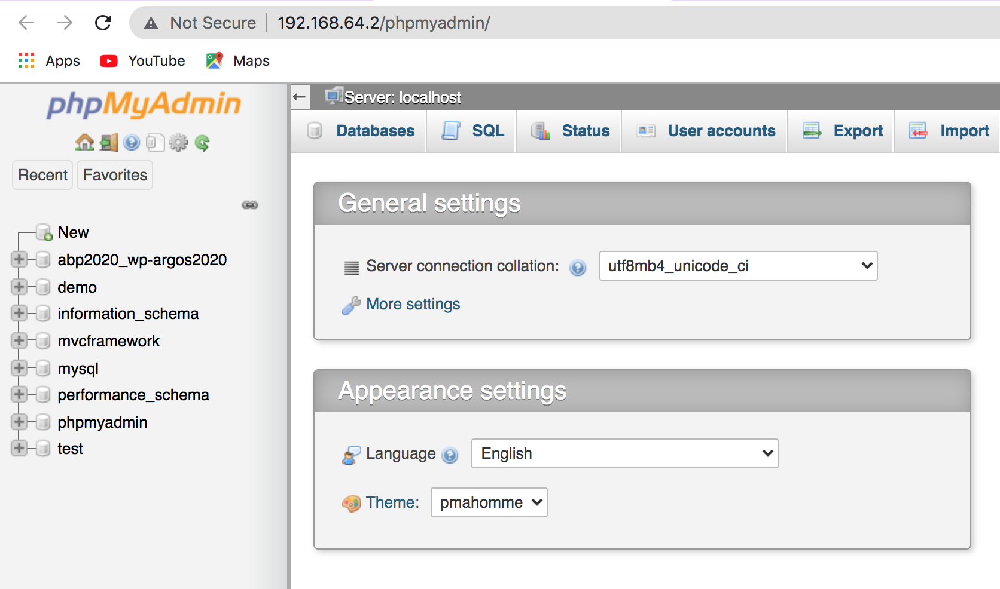 Not Secure 192.168.64.2/phpmyadmin/
Apps YouTube Maps
phpMyAdmin
Recent Favorites
New
abp2020_wp-argos2020
demo
information_schema
mvcframework
mysql
performance_schema
phpmyadmin
test
Server: localhost
Databases SQL Status User accounts Export Import
General settings
Server connection collation: utf8mb4_unicode_ci
More settings
Appearance settings
Language English
Theme: pmahomme